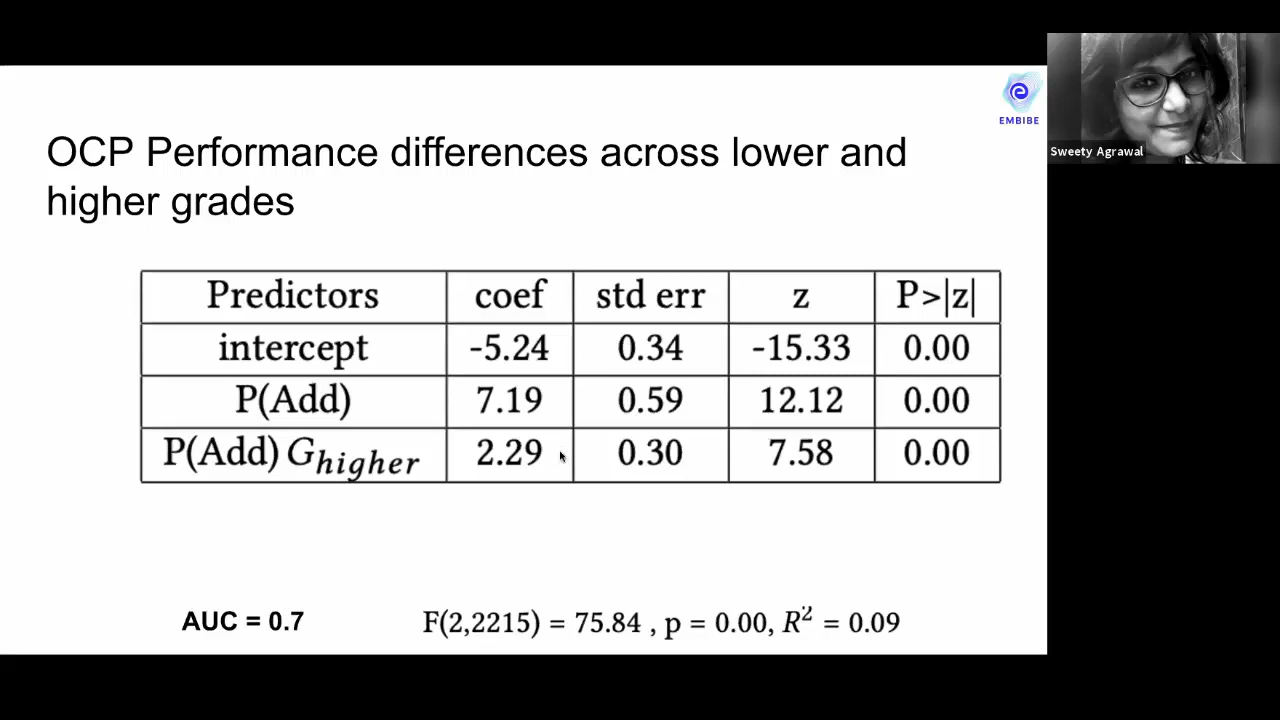 EMBIBE
Sweety Agrawal
OCP Performance differences across lower and
higher grades
Predictors coef std err z P>|z|
intercept -5.24 0.34 -15.33 0.00
P(Add) 7.19 0.59 12.12 0.00
P(Add) G_higher 2.29 0.30 7.58 0.00
AUC = 0.7
F(2,2215) = 75.84 , p = 0.00, R² = 0.09